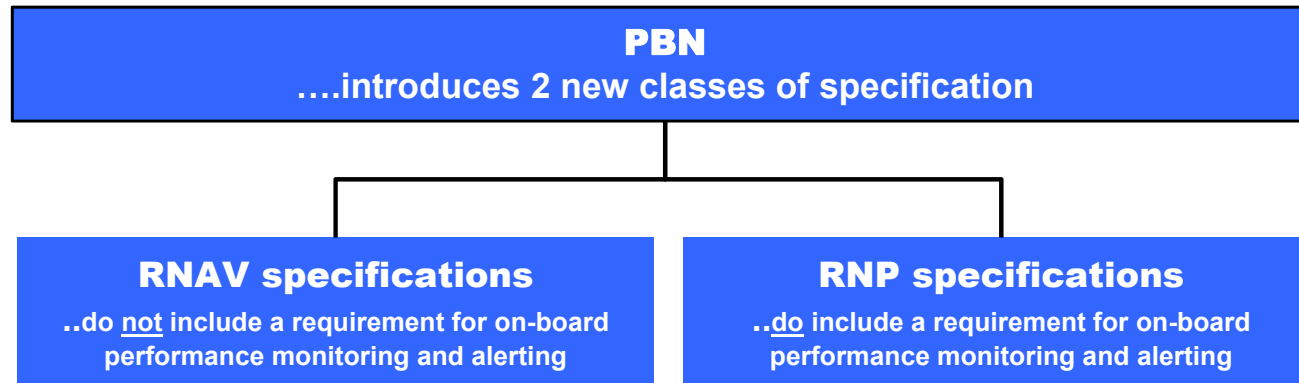 PBN
….introduces 2 new classes of specification
RNAV specifications
..do not include a requirement for on-board
performance monitoring and alerting
RNP specifications
..do include a requirement for on-board
performance monitoring and alerting